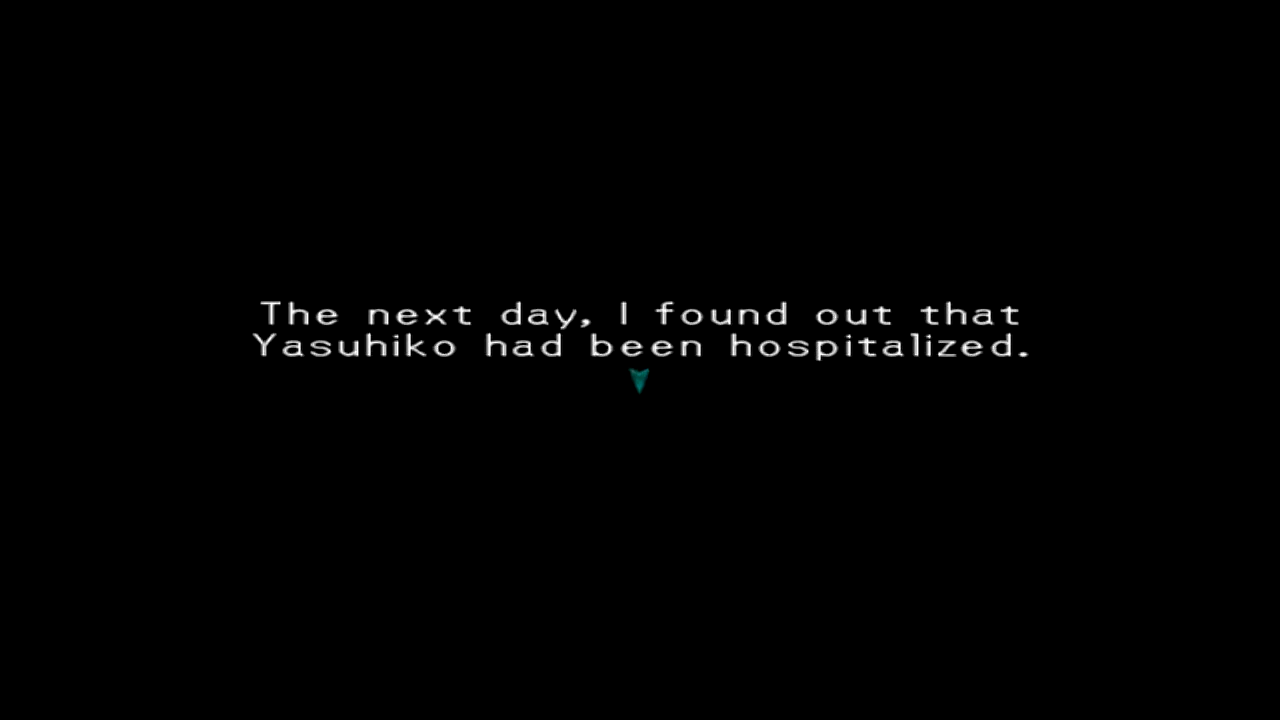 The next day, I found out that
Yasuhiko had been hospitalized.